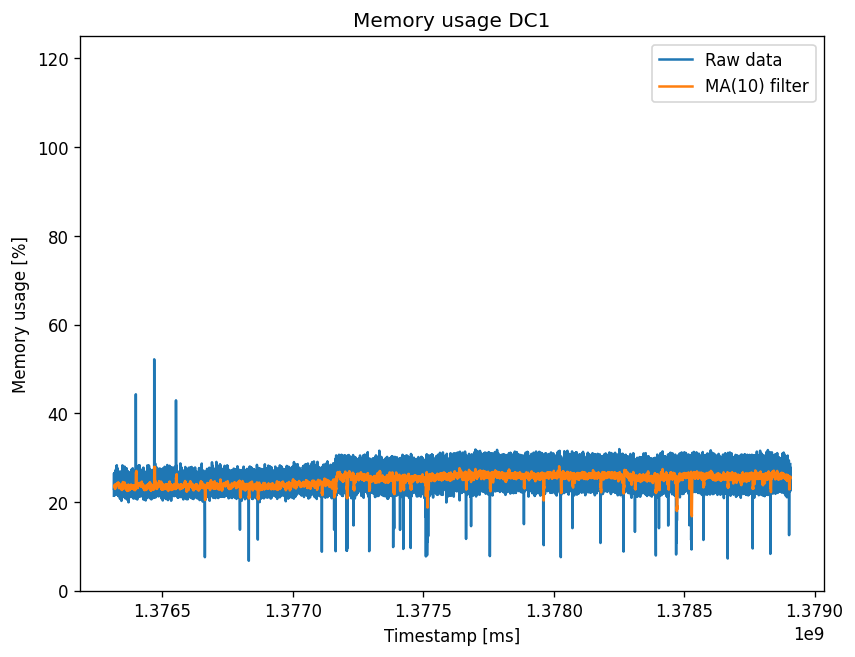 Memory usage DC1
Raw data
MA(10) filter
120
100
80
60
40
20
0
Memory usage [%]
1.3765 1.3770 1.3775 1.3780 1.3785 1.3790
1e9
Timestamp [ms]